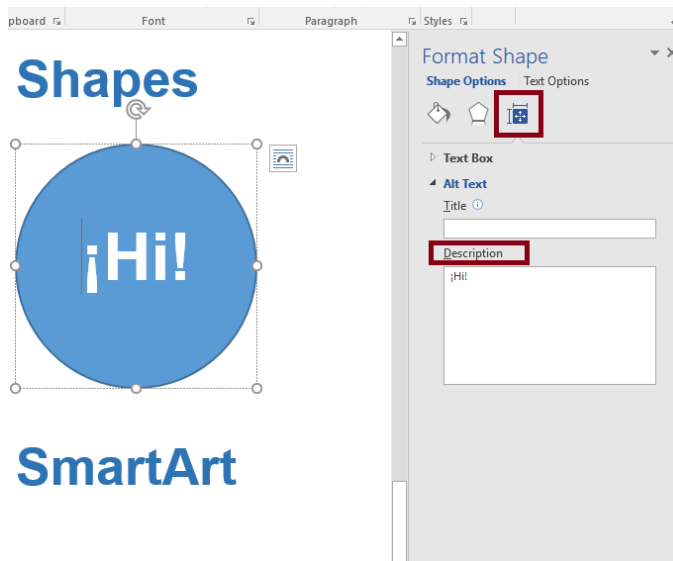 pboard
Font
Paragraph
Styles
Shapes
¡Hi!
SmartArt
Format Shape
Shape Options
Text Options
Text Box
Alt Text
Title
Description
¡Hi!